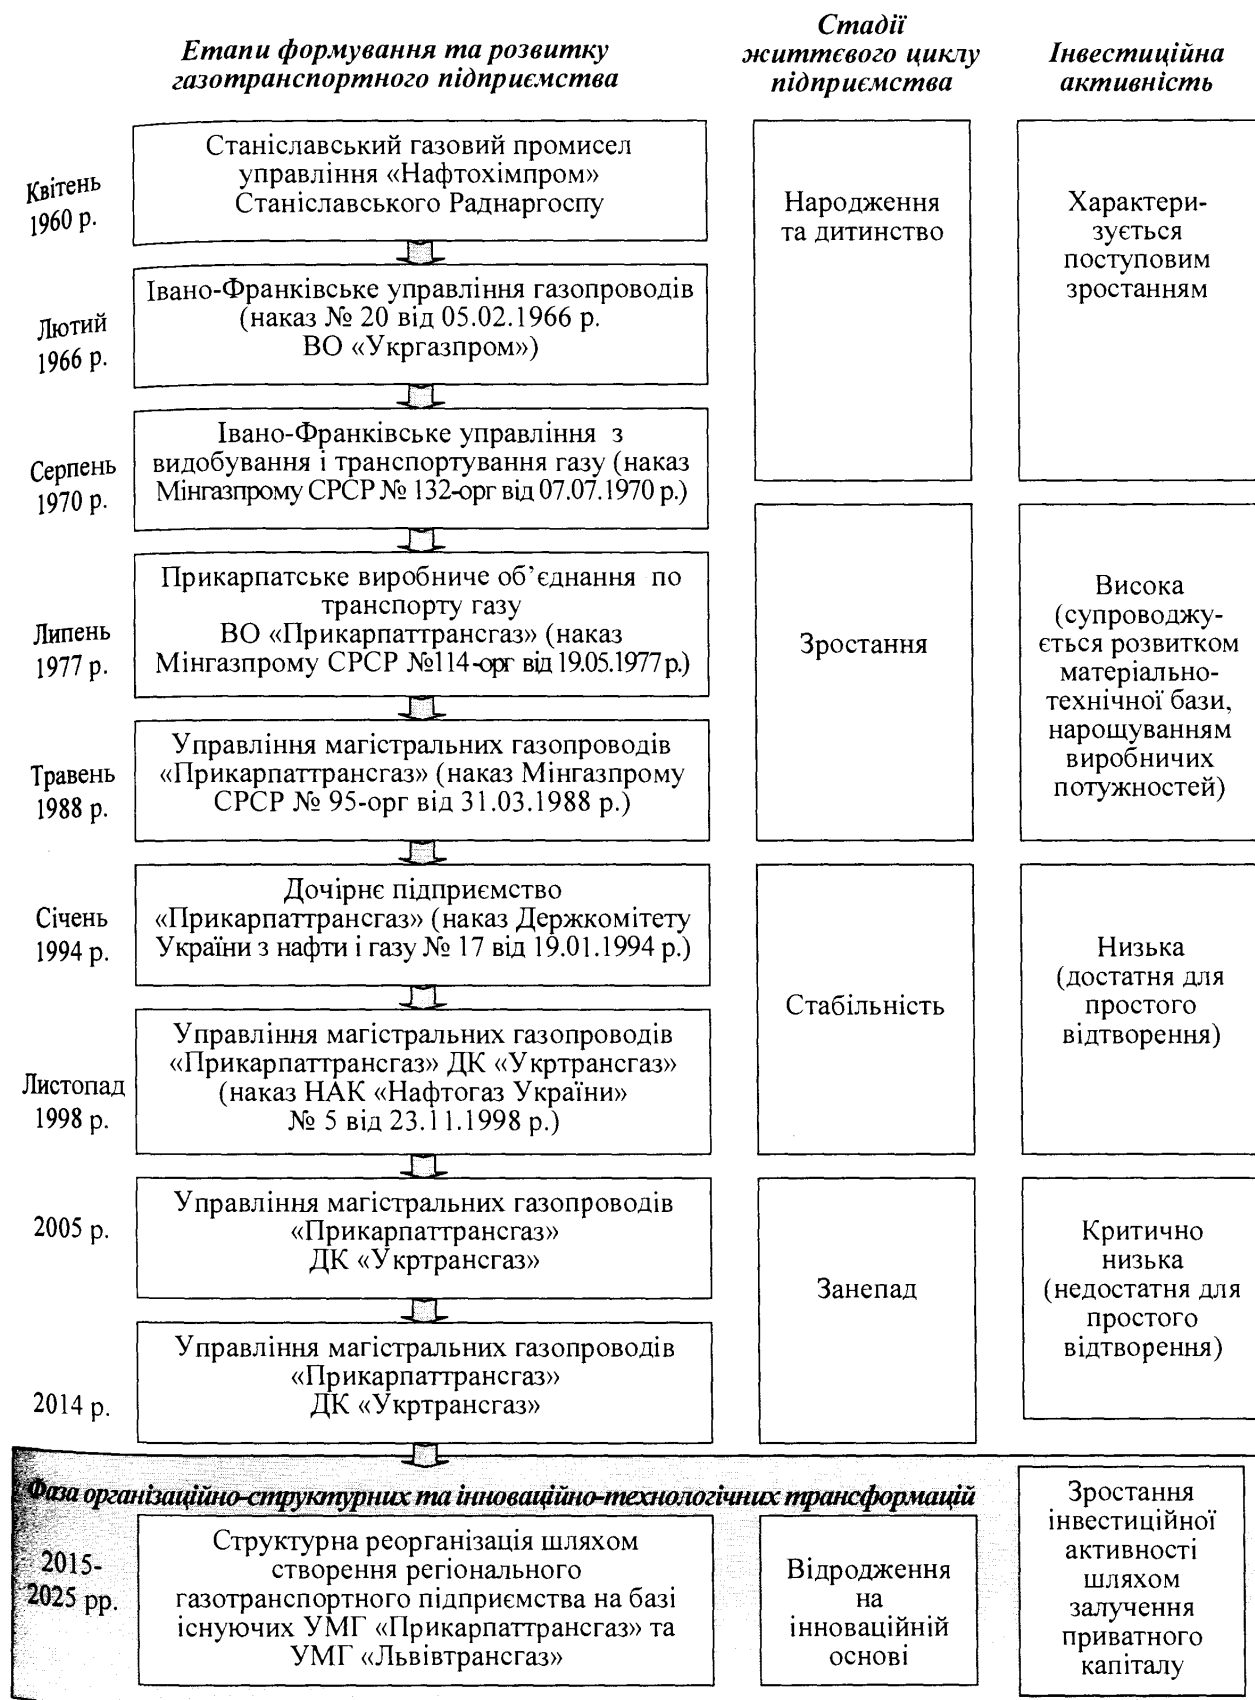 Етапи формування та розвитку
газотранспортного підприємства
Стадії
життєвого циклу
підприємства
Інвестиційна
активність
Квітень
1960 р.
Станіславський газовий промисел
управління «Нафтохімпром»
Станіславського Раднаргоспу
Народження
та дитинство
Характери-
зується
поступовим
зростанням
Лютий
1966 р.
Івано-Франківське управління газопроводів
(наказ № 20 від 05.02.1966 р.
ВО «Укргазпром»)
Серпень
1970 р.
Івано-Франківське управління з
видобування і транспортування газу (наказ
Мінгазпрому СРСР № 132-орг від 07.07.1970 р.)
Липень
1977 р.
Прикарпатське виробниче об’єднання по
транспорту газу
ВО «Прикарпаттрансгаз» (наказ
Мінгазпрому СРСР №114-орг від 19.05.1977 р.)
Зростання
Висока
(супроводжу-
ється розвитком
матеріально-
технічної бази,
нарощуванням
виробничих
потужностей)
Травень
1988 р.
Управління магістральних газопроводів
«Прикарпаттрансгаз» (наказ Мінгазпрому
СРСР № 95-орг від 31.03.1988 р.)
Січень
1994 р.
Дочірнє підприємство
«Прикарпаттрансгаз» (наказ Держкомітету
України з нафти і газу № 17 від 19.01.1994 р.)
Стабільність
Низька
(достатня для
простого
відтворення)
Листопад
1998 р.
Управління магістральних газопроводів
«Прикарпаттрансгаз» ДК «Укртрансгаз»
(наказ НАК «Нафтогаз України»
№ 5 від 23.11.1998 р.)
2005 р.
Управління магістральних газопроводів
«Прикарпаттрансгаз»
ДК «Укртрансгаз»
Занепад
Критично
низька
(недостатня для
простого
відтворення)
2014 р.
Управління магістральних газопроводів
«Прикарпаттрансгаз»
ДК «Укртрансгаз»
Фаза організаційно-структурних та інноваційно-технологічних трансформацій
2015-
2025 рр.
Структурна реорганізація шляхом
створення регіонального
газотранспортного підприємства на базі
існуючих УМГ «Прикарпаттрансгаз» та
УМГ «Львівтрансгаз»
Відродження
на
інноваційній
основі
Зростання
інвестиційної
активності
шляхом
залучення
приватного
капіталу